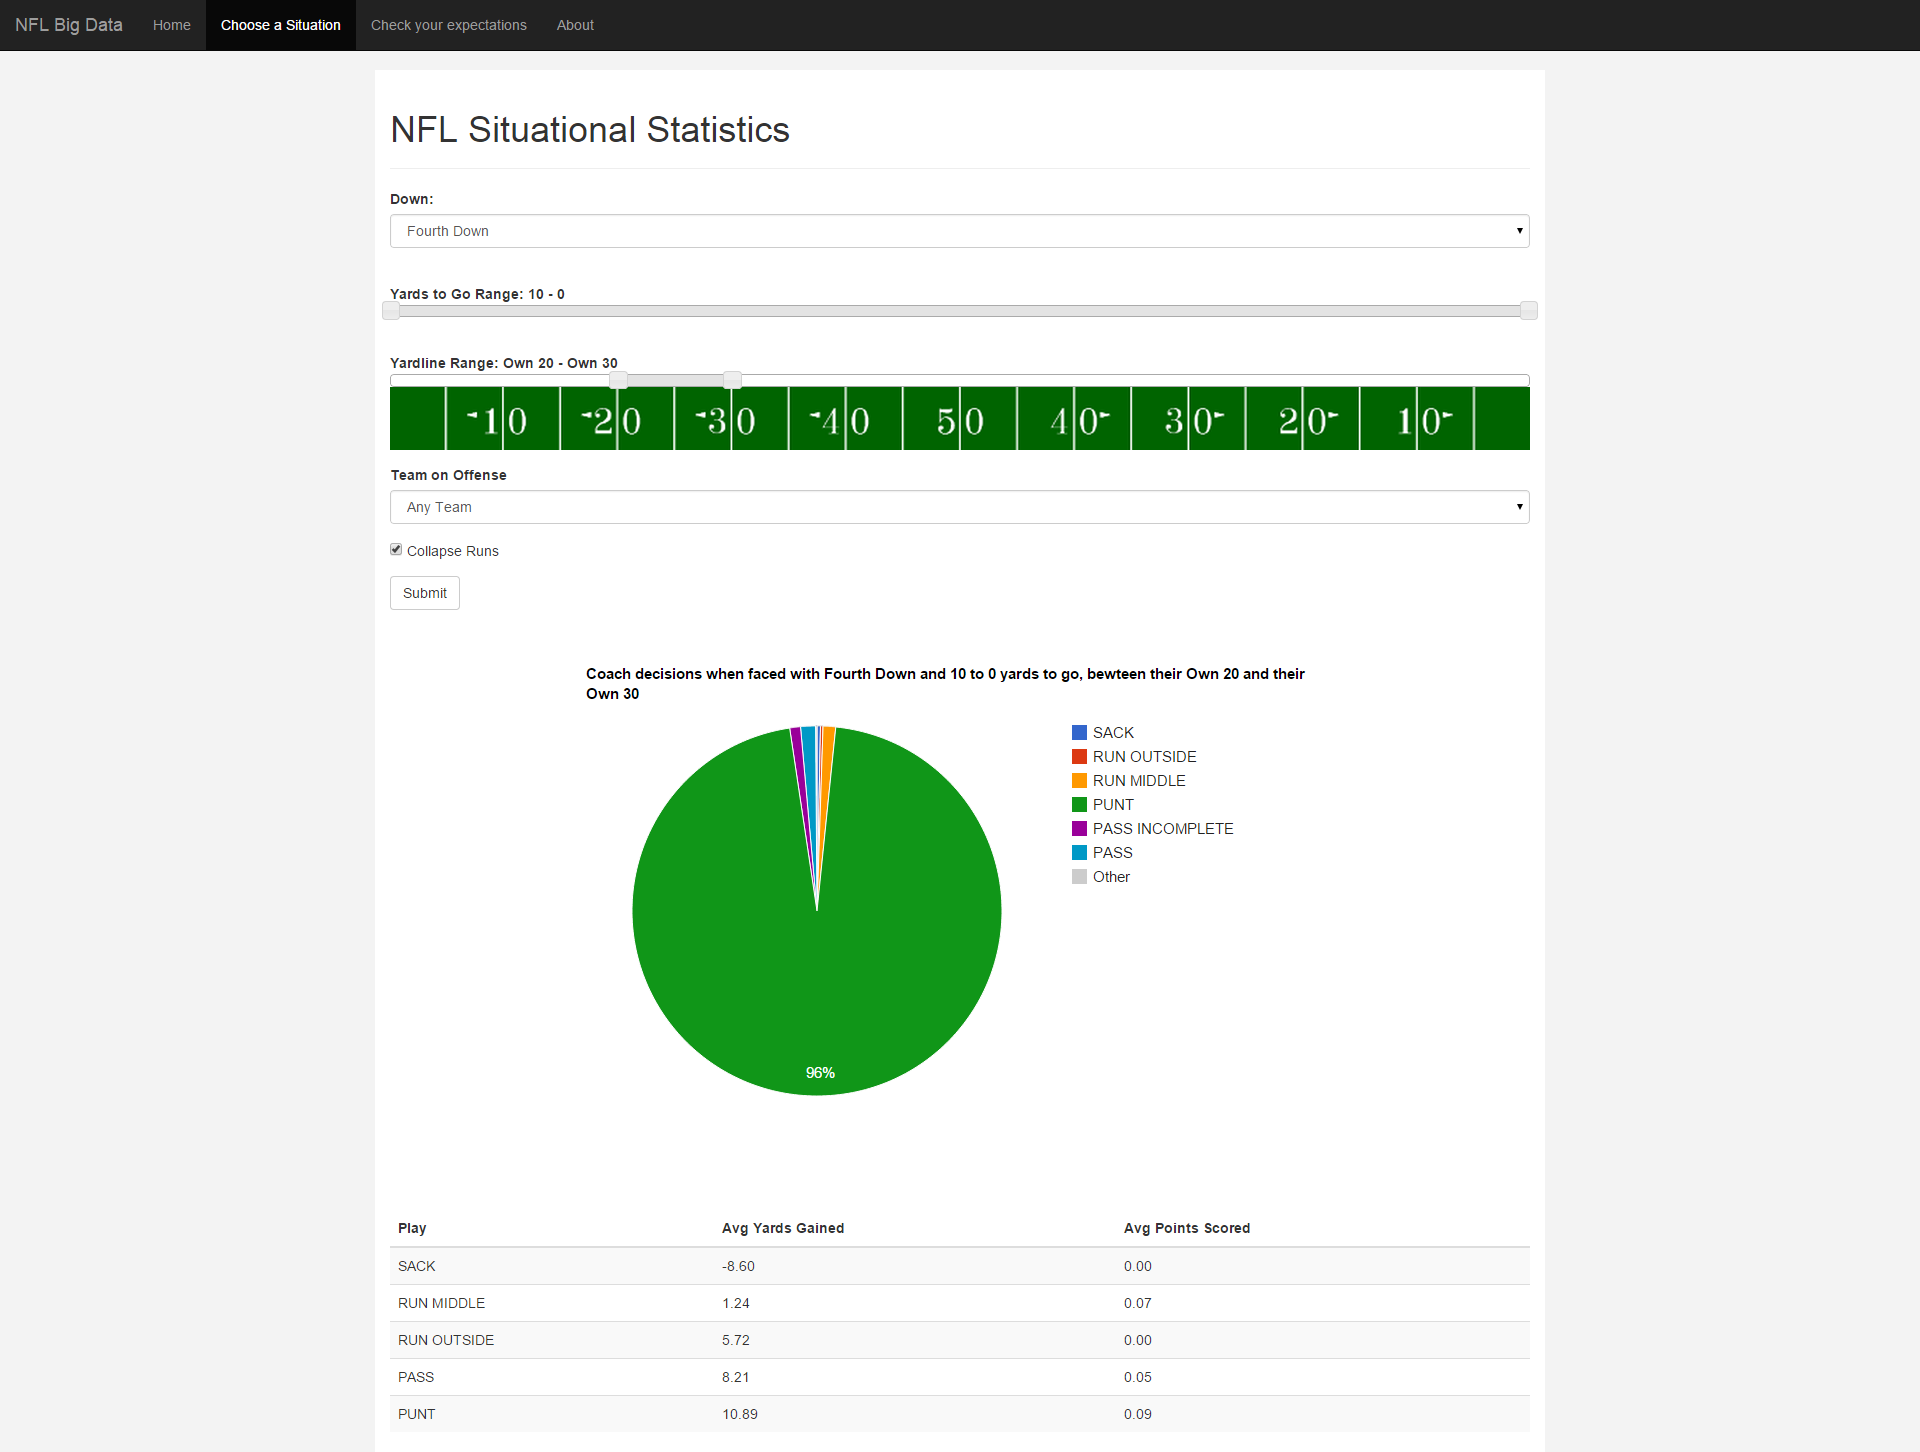 NFL Big Data Home Choose a Situation Check your expectations About
NFL Situational Statistics
Down:
Fourth Down
Yards to Go Range: 10 - 0
Yardline Range: Own 20 - Own 30
10 20 30 40 50 40 30 20 10
Team on Offense
Any Team
Collapse Runs
Submit
Coach decisions when faced with Fourth Down and 10 to 0 yards to go, bewteen their Own 20 and their
Own 30
SACK
RUN OUTSIDE
RUN MIDDLE
PUNT
PASS INCOMPLETE
PASS
Other
96%
Play Avg Yards Gained Avg Points Scored
SACK -8.60 0.00
RUN MIDDLE 1.24 0.07
RUN OUTSIDE 5.72 0.00
PASS 8.21 0.05
PUNT 10.89 0.09